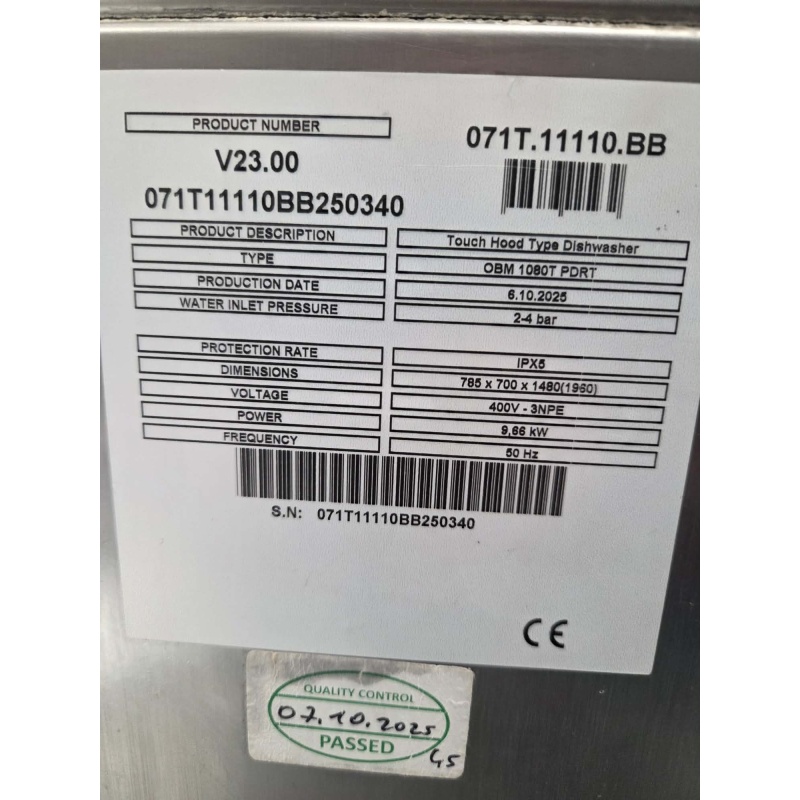 PRODUCT NUMBER
071T.11110.BB
V23.00
071T11110BB250340
PRODUCT DESCRIPTION Touch Hood Type Dishwasher
TYPE OBM 1080T PDRT
PRODUCTION DATE 6.10.2025
WATER INLET PRESSURE 2-4 bar
PROTECTION RATE IPX5
DIMENSIONS 785 x 700 x 1480(1960)
VOLTAGE 400V - 3NPE
POWER 9,66 kW
FREQUENCY 50 Hz
S.N: 071T11110BB250340
CE
QUALITY CONTROL
07.10.2025
PASSED
45